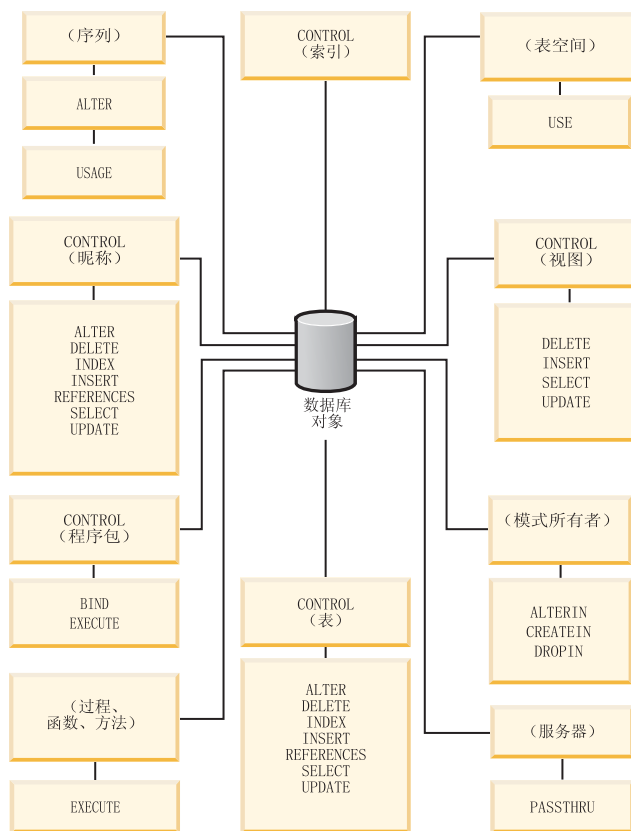 （序列）
ALTER
USAGE
CONTROL
（索引）
（表空间）
USE
CONTROL
（昵称）
ALTER
DELETE
INDEX
INSERT
REFERENCES
SELECT
UPDATE
CONTROL
（视图）
DELETE
INSERT
SELECT
UPDATE
数据库
对象
CONTROL
（程序包）
BIND
EXECUTE
CONTROL
（表）
ALTER
DELETE
INDEX
INSERT
REFERENCES
SELECT
UPDATE
（模式所有者）
ALTERIN
CREATEIN
DROPIN
（过程、
函数、方法）
EXECUTE
（服务器）
PASSTHRU